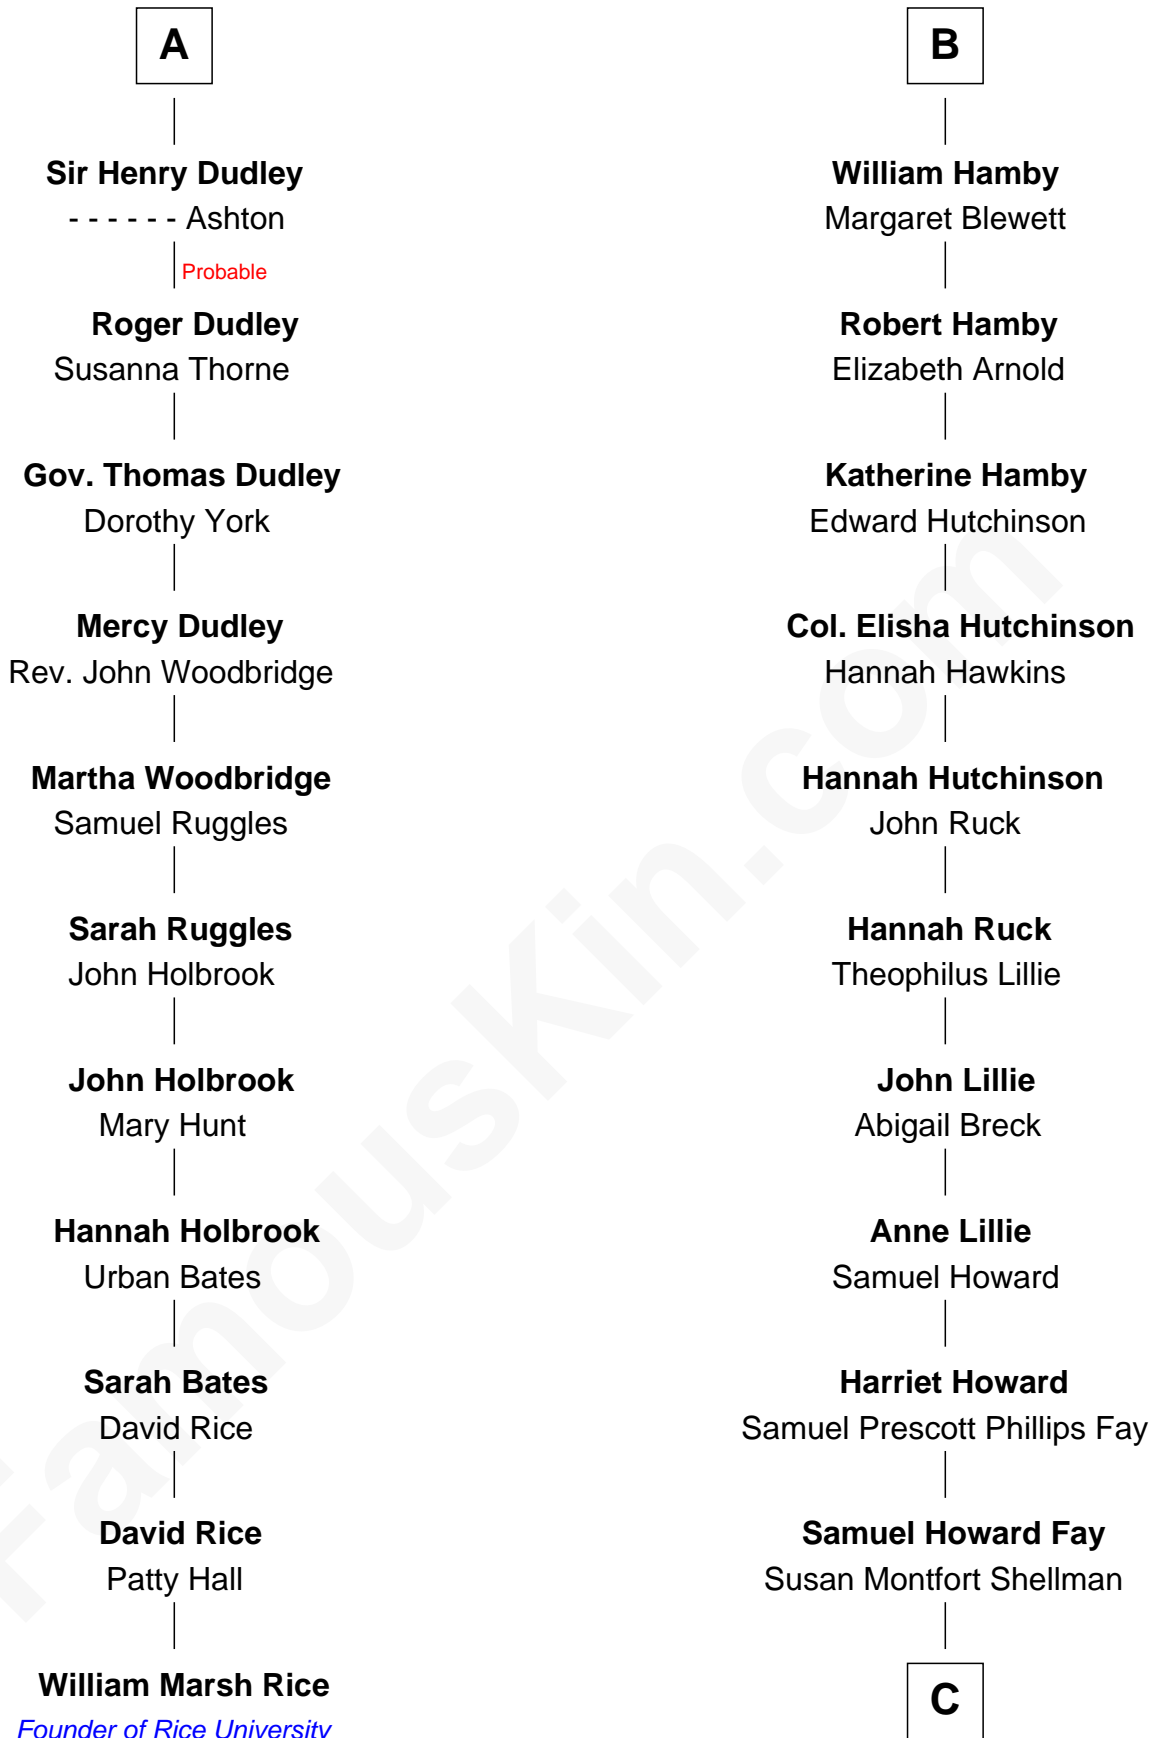 A
Sir Henry Dudley
- - - - - - Ashton
Probable
Roger Dudley
Susanna Thorne
Gov. Thomas Dudley
Dorothy York
Mercy Dudley
Rev. John Woodbridge
Martha Woodbridge
Samuel Ruggles
Sarah Ruggles
John Holbrook
John Holbrook
Mary Hunt
Hannah Holbrook
Urban Bates
Sarah Bates
David Rice
David Rice
Patty Hall
William Marsh Rice
Founder of Rice University
B
William Hamby
Margaret Blewett
Robert Hamby
Elizabeth Arnold
Katherine Hamby
Edward Hutchinson
Col. Elisha Hutchinson
Hannah Hawkins
Hannah Hutchinson
John Ruck
Hannah Ruck
Theophilus Lillie
John Lillie
Abigail Breck
Anne Lillie
Samuel Howard
Harriet Howard
Samuel Prescott Phillips Fay
Samuel Howard Fay
Susan Montfort Shellman
C
FamousKin.com